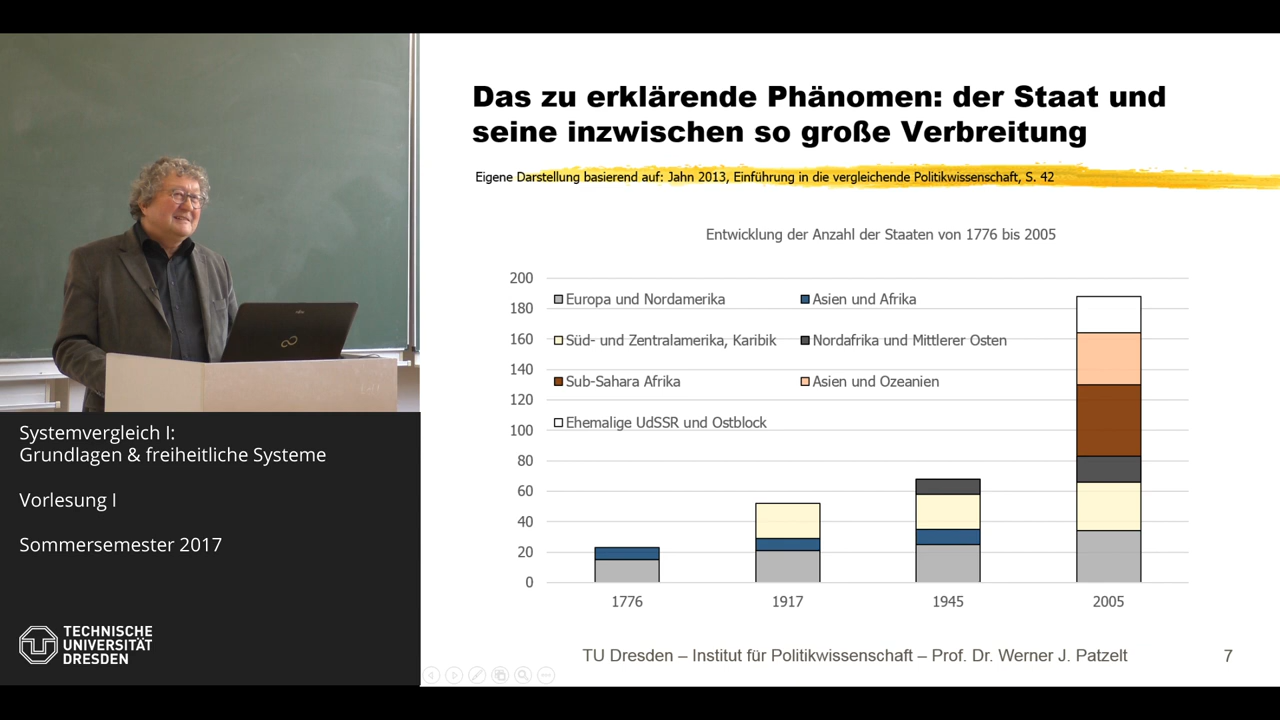 Das zu erklärende Phänomen: der Staat und
seine inzwischen so große Verbreitung
Eigene Darstellung basierend auf: Jahn 2013, Einführung in die vergleichende Politikwissenschaft, S. 42
Entwicklung der Anzahl der Staaten von 1776 bis 2005
200
180
160
140
120
100
80
60
40
20
0
Europa und Nordamerika
Asien und Afrika
Süd- und Zentralamerika, Karibik
Nordafrika und Mittlerer Osten
Sub-Sahara Afrika
Asien und Ozeanien
Ehemalige UdSSR und Ostblock
1776
1917
1945
2005
TU Dresden – Institut für Politikwissenschaft – Prof. Dr. Werner J. Patzelt
7
Systemvergleich I:
Grundlagen & freiheitliche Systeme
Vorlesung I
Sommersemester 2017
TECHNISCHE
UNIVERSITÄT
DRESDEN